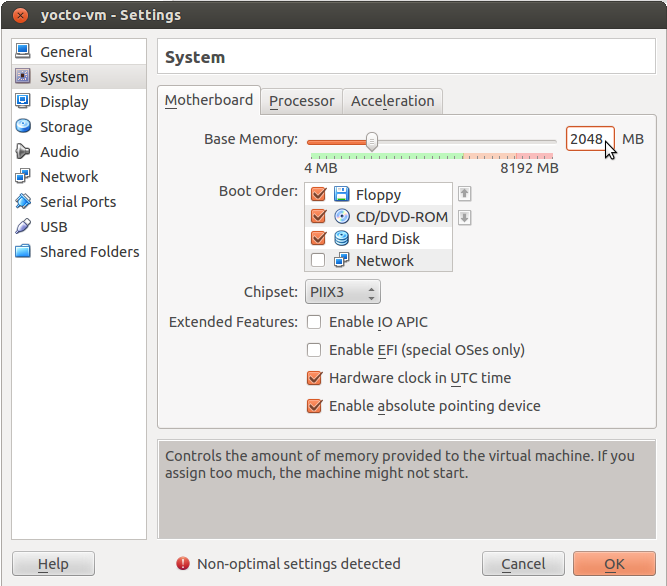 yocto-vm - Settings
General
System
Display
Storage
Audio
Network
Serial Ports
USB
Shared Folders
System
Motherboard Processor Acceleration
Base Memory: 2048 MB
4 MB 8192 MB
Boot Order: Floppy
CD/DVD-ROM
Hard Disk
Network
Chipset: PIIX3
Extended Features: Enable IO APIC
Enable EFI (special OSes only)
Hardware clock in UTC time
Enable absolute pointing device
Controls the amount of memory provided to the virtual machine. If you
assign too much, the machine might not start.
Help Non-optimal settings detected Cancel OK